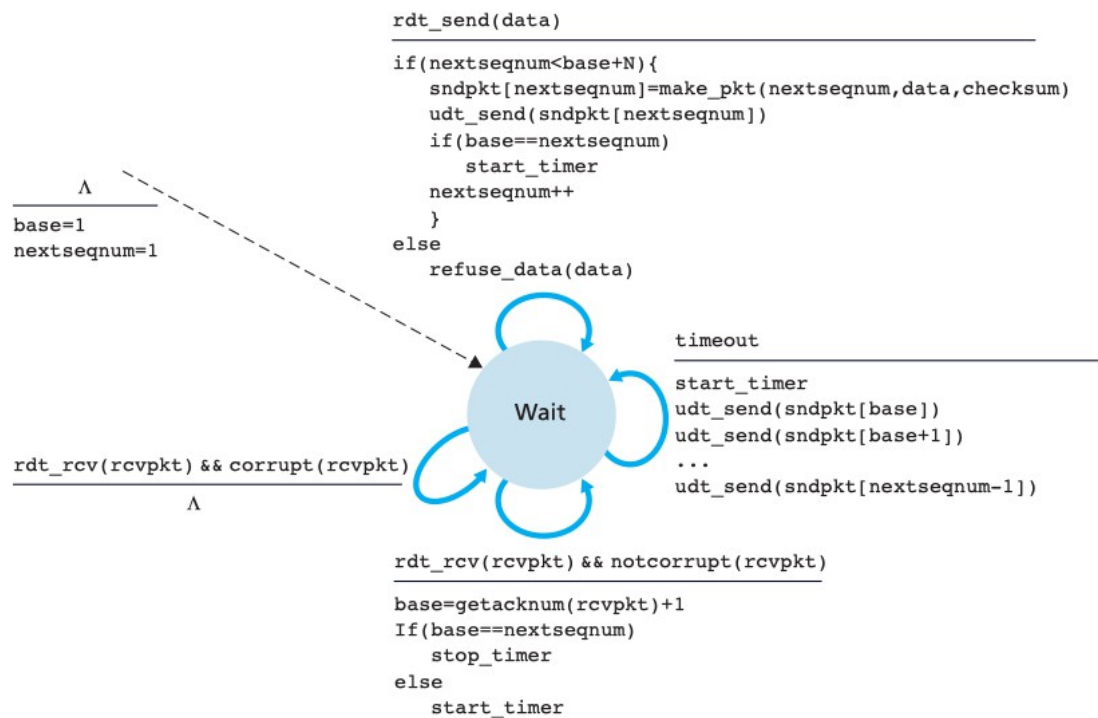 rdt_send(data)
if(nextseqnum<base+N){
sndpkt[nextseqnum]=make_pkt(nextseqnum,data,checksum)
udt_send(sndpkt[nextseqnum])
if(base==nextseqnum)
start_timer
nextseqnum++
}
else
refuse_data(data)
Λ
base=1
nextseqnum=1
Wait
timeout
start_timer
udt_send(sndpkt[base])
udt_send(sndpkt[base+1])
...
udt_send(sndpkt[nextseqnum-1])
rdt_rcv(rcvpkt) && corrupt(rcvpkt)
Λ
rdt_rcv(rcvpkt) && notcorrupt(rcvpkt)
base=getacknum(rcvpkt)+1
If(base==nextseqnum)
stop_timer
else
start_timer